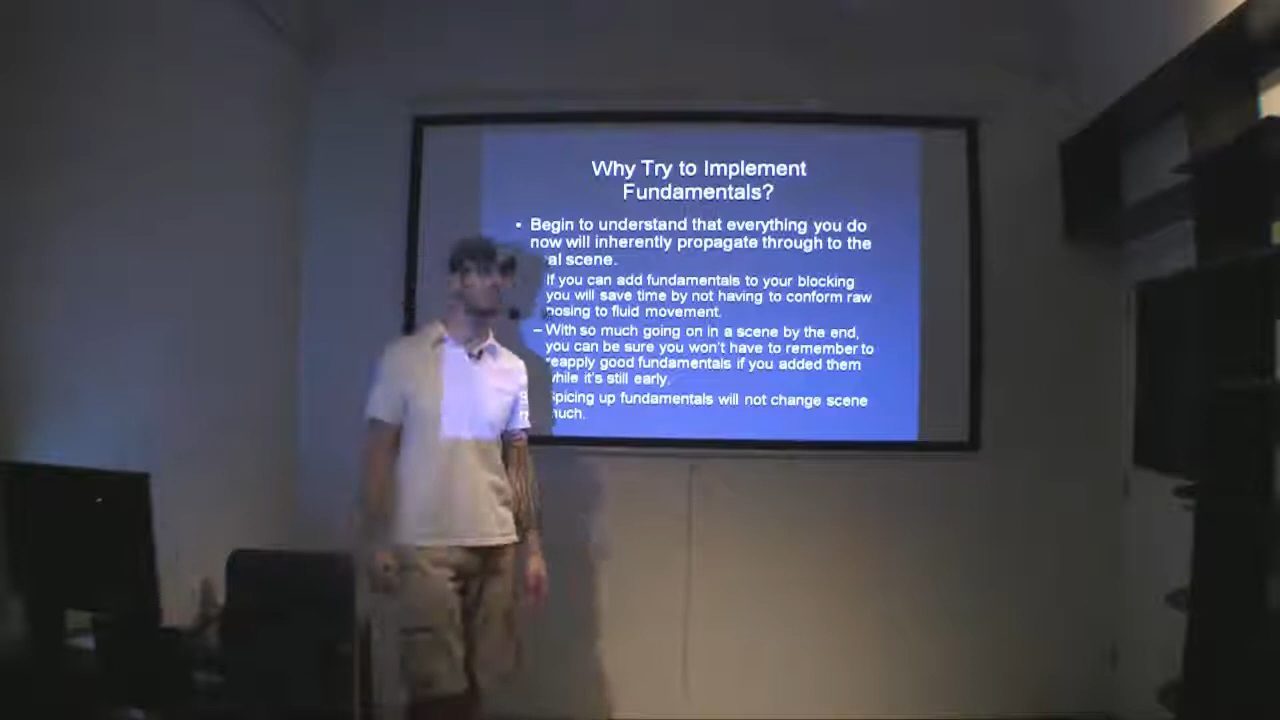 Why Try to Implement
Fundamentals?
• Begin to understand that everything you do
now will inherently propagate through to the
al scene.
If you can add fundamentals to your blocking
you will save time by not having to conform raw
posing to fluid movement.
– With so much going on in a scene by the end,
you can be sure you won't have to remember to
reapply good fundamentals if you added them
while it's still early.
Spicing up fundamentals will not change scene
much.